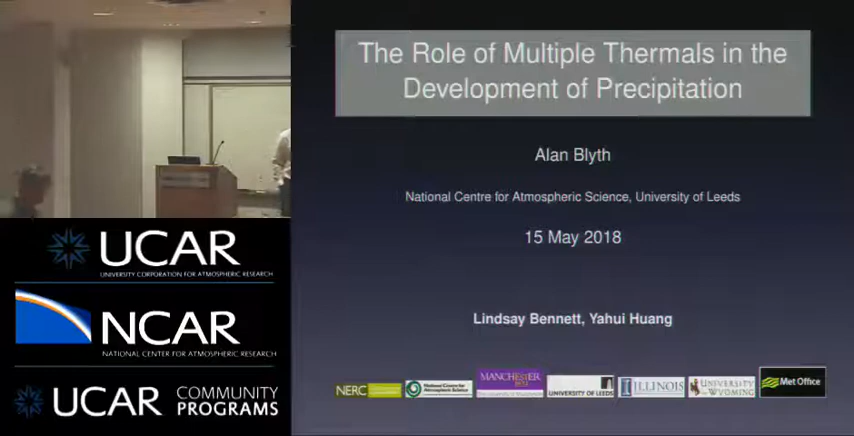 The Role of Multiple Thermals in the
Development of Precipitation
Alan Blyth
National Centre for Atmospheric Science, University of Leeds
15 May 2018
Lindsay Bennett, Yahui Huang
NERC
National Centre for
Atmospheric Science
MANCHESTER
1824
UNIVERSITY OF LEEDS
ILLINOIS
UNIVERSITY
OF WYOMING
Met Office
UCAR
UNIVERSITY CORPORATION FOR ATMOSPHERIC RESEARCH
NCAR
NATIONAL CENTER FOR ATMOSPHERIC RESEARCH
UCAR
COMMUNITY
PROGRAMS